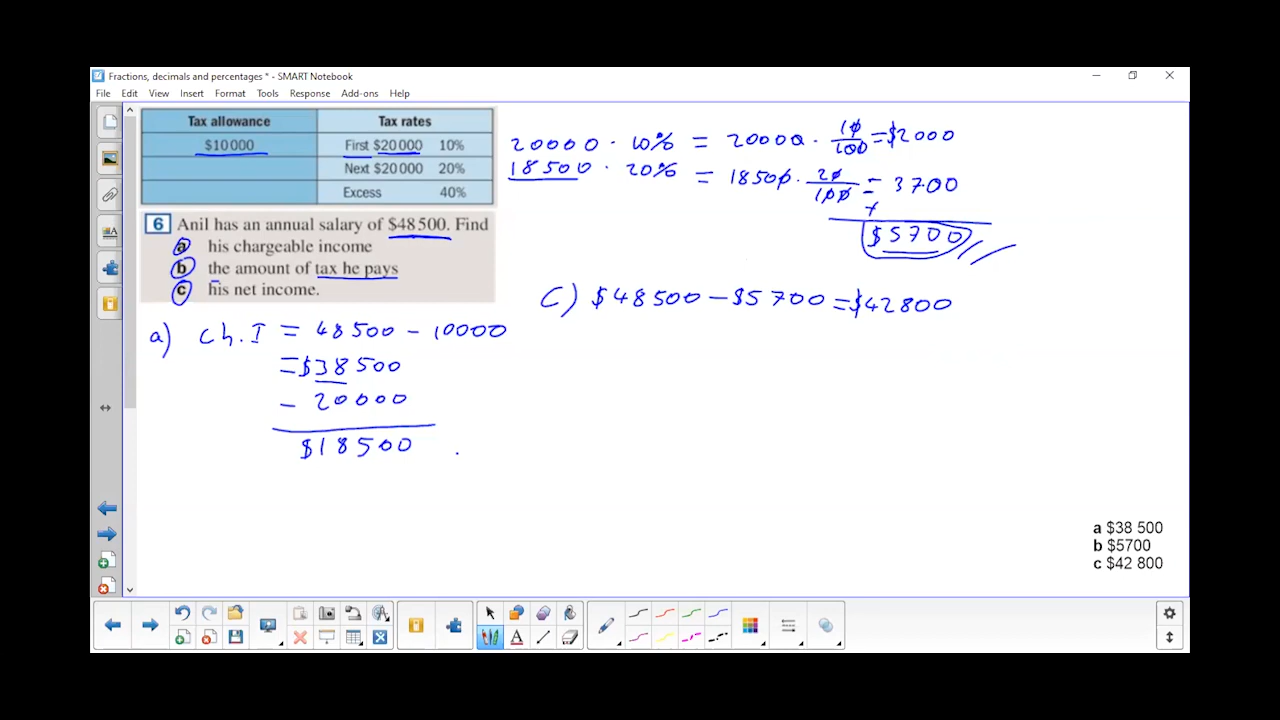 Fractions, decimals and percentages * - SMART Notebook
File Edit View Insert Format Tools Response Add-ons Help
Tax allowance Tax rates
$10000 First $20000 10%
Next $20000 20%
Excess 40%
6 Anil has an annual salary of $48500. Find
a his chargeable income
b the amount of tax he pays
c his net income.
20000 · 10% = 20000 · 10/100 = $2000
18500 · 20% = 18500 · 20/100 = 3700
+
$5700
C) $48500 - $5700 = $42800
a) Ch. I = 48500 - 10000
= $38500
- 20000
$18500
a $38 500
b $5700
c $42 800